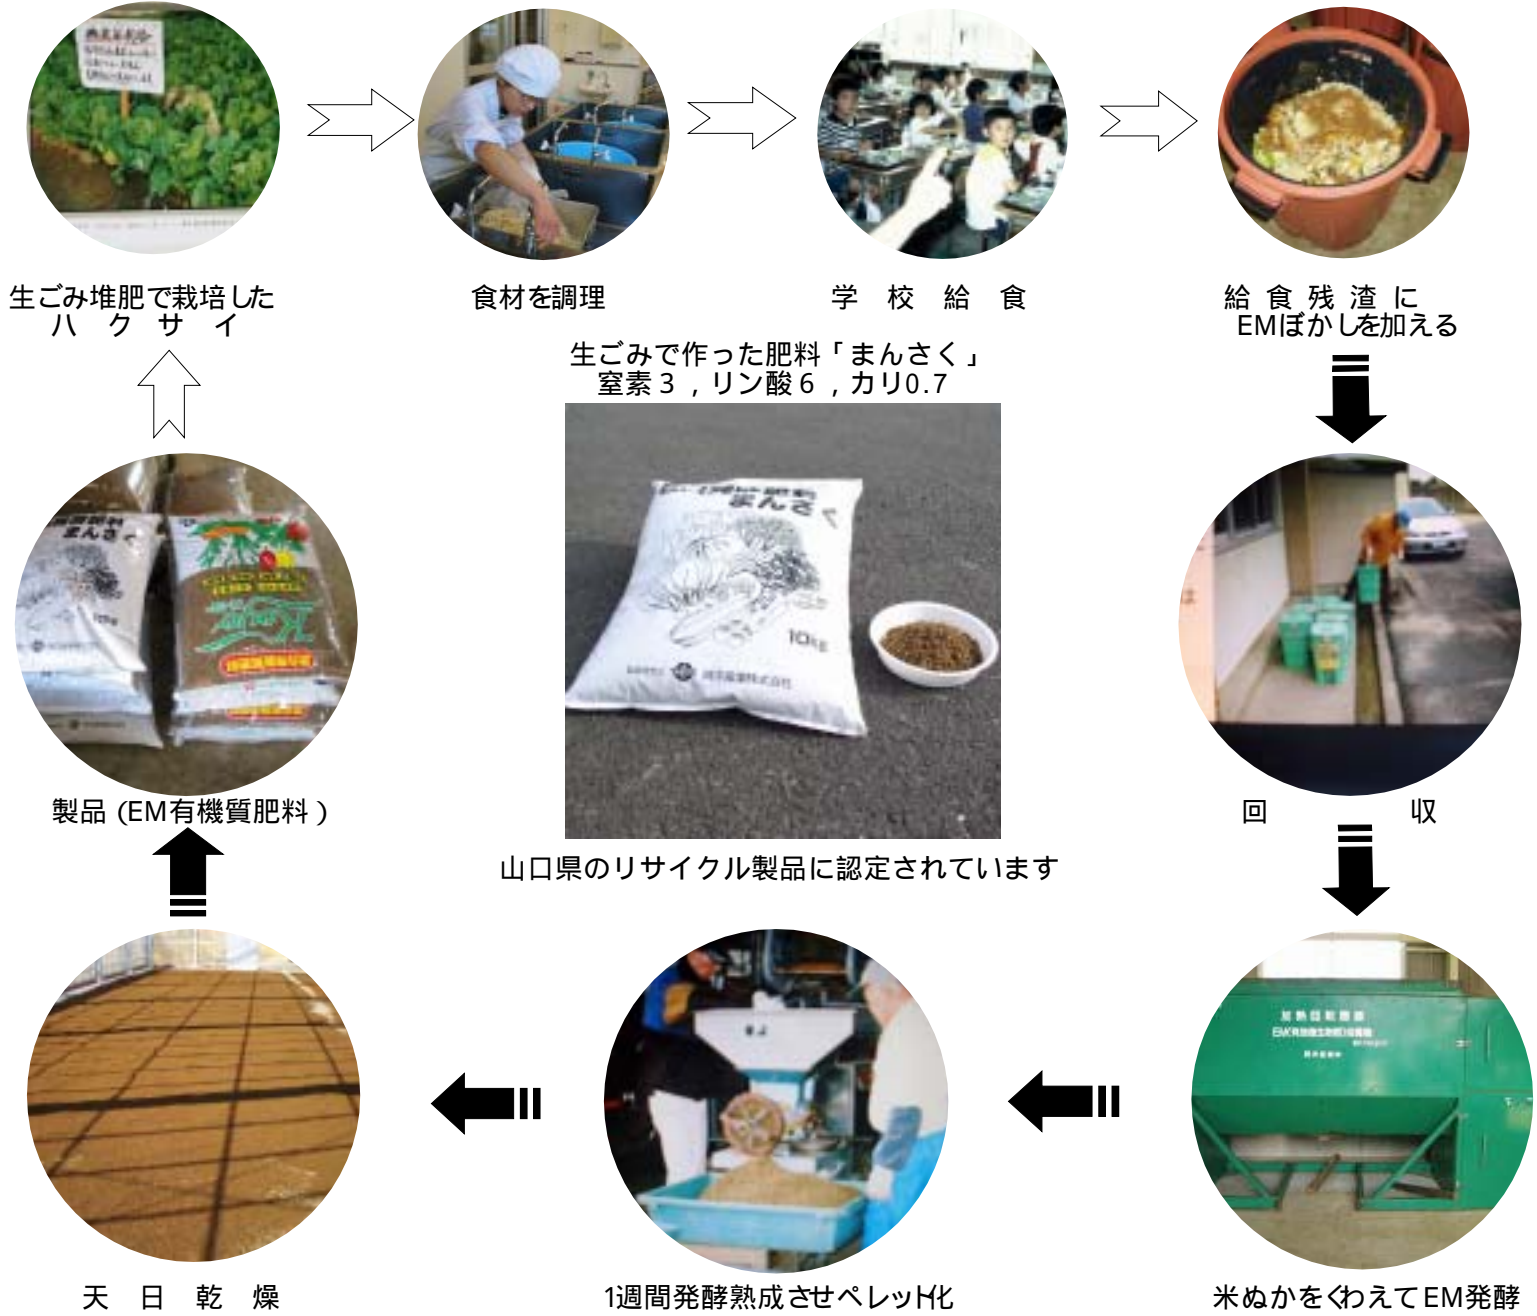 生ごみ堆肥で栽培した
ハクサイ
食材を調理
学校給食
給食残渣に
EMぼかしを加える
生ごみで作った肥料「まんさく」
窒素3,リン酸6,カリ0.7
まんさく
10kg
まんさく
10kg
回収
製品(EM有機質肥料)
山口県のリサイクル製品に認定されています
天日乾燥
1週間発酵熟成させペレット化
米ぬかをくわえてEM発酵